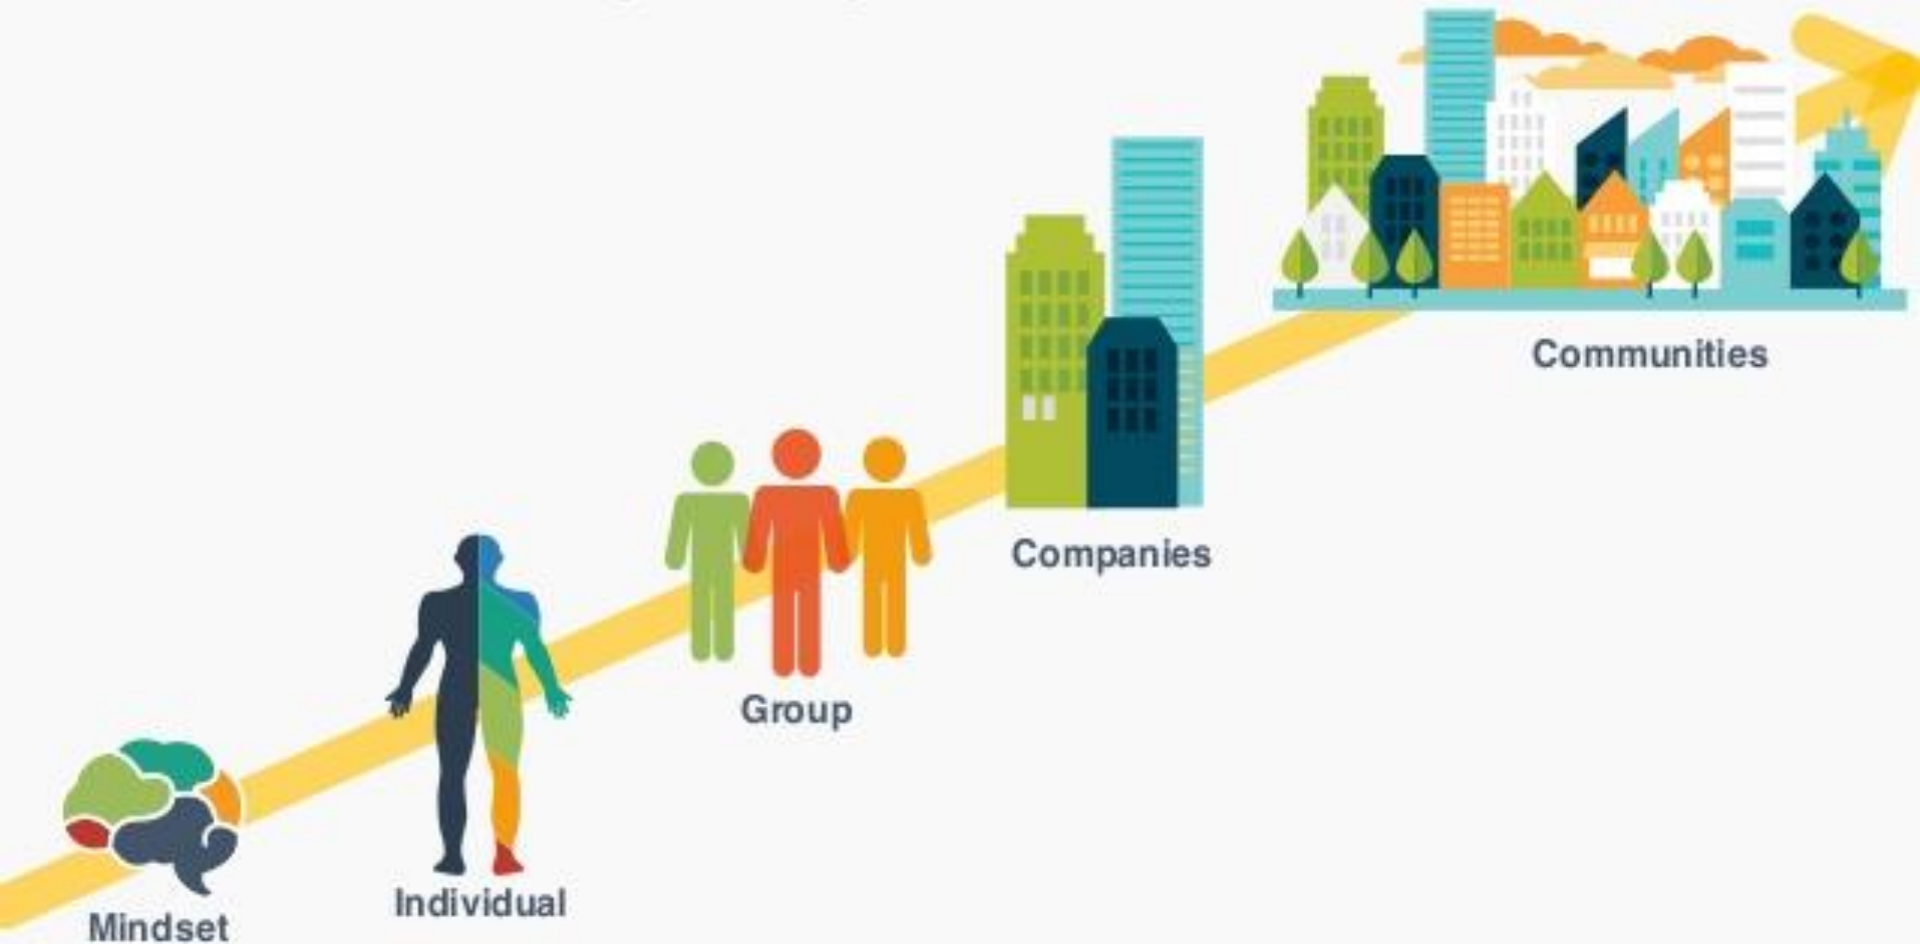 Mindset
Individual
Group
Companies
Communities